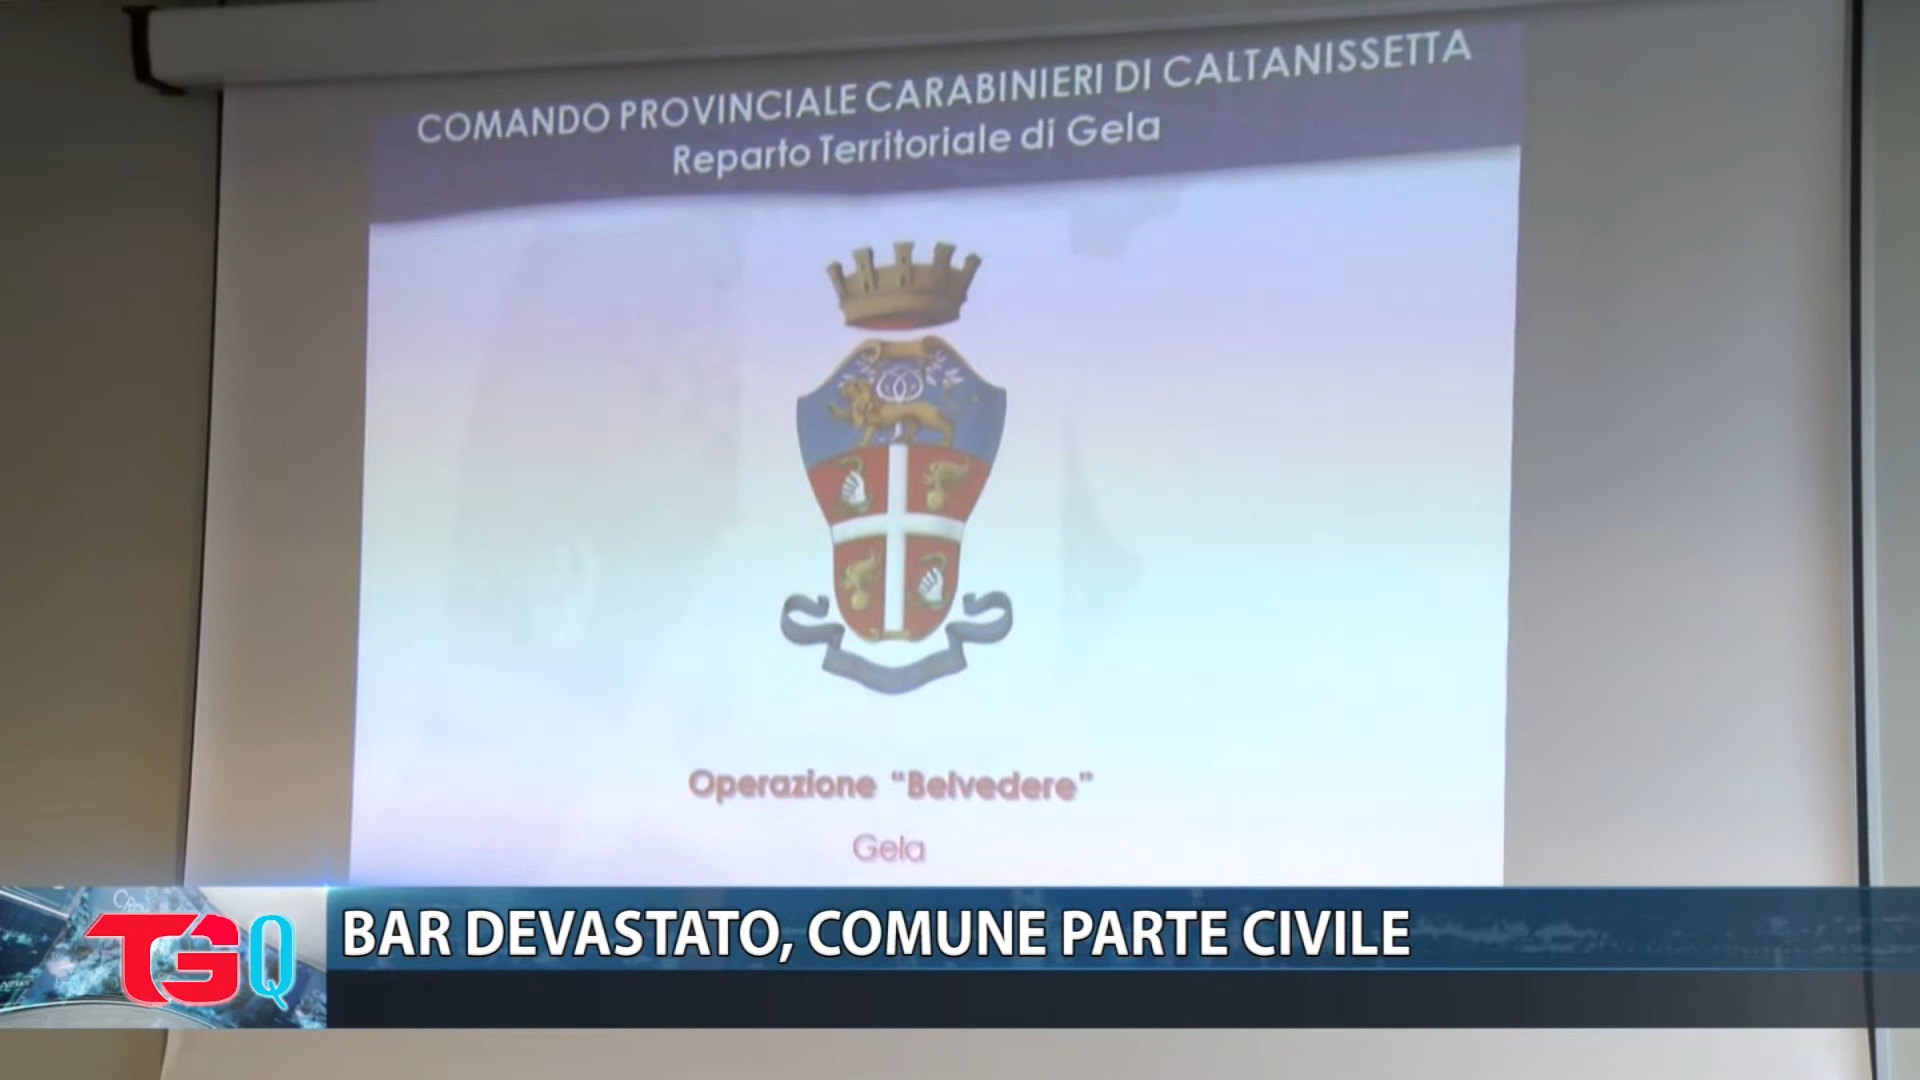 COMANDO PROVINCIALE CARABINIERI DI CALTANISSETTA
Reparto Territoriale di Gela
Operazione “Belvedere”
Gela
TGQ
BAR DEVASTATO, COMUNE PARTE CIVILE